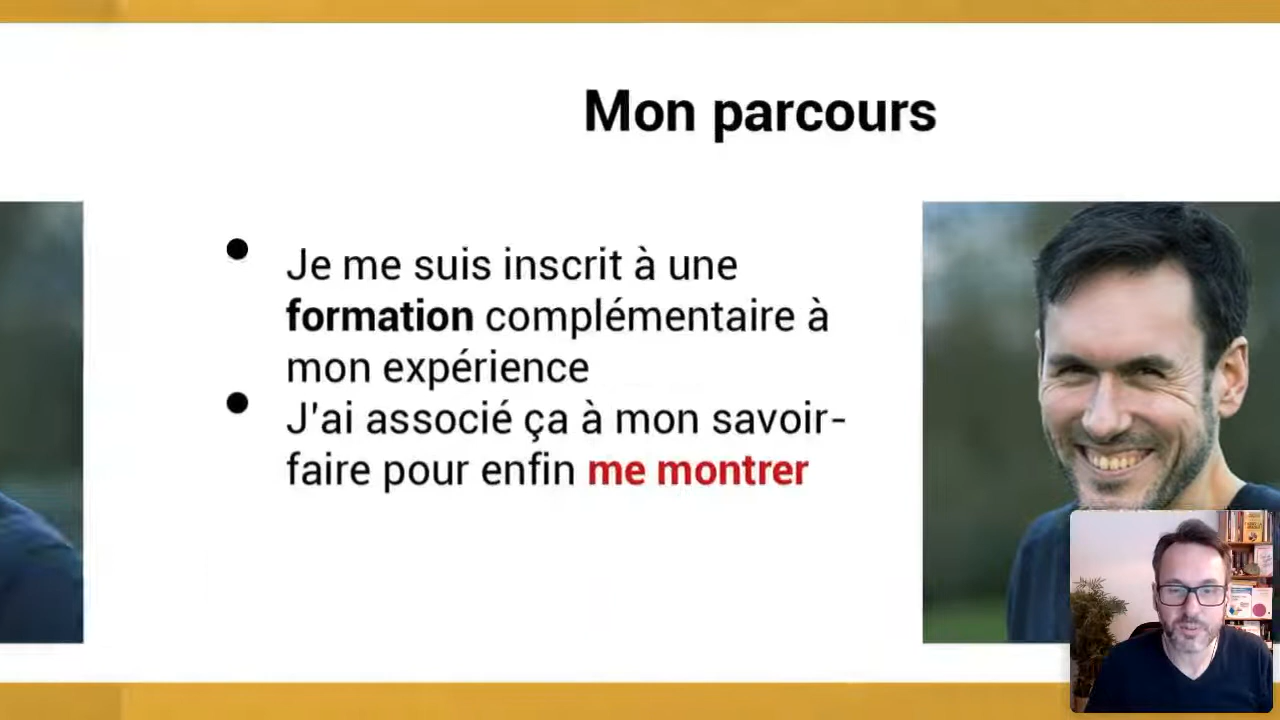 Mon parcours
Je me suis inscrit à une
formation complémentaire à
mon expérience
J'ai associé ça à mon savoir-
faire pour enfin me montrer